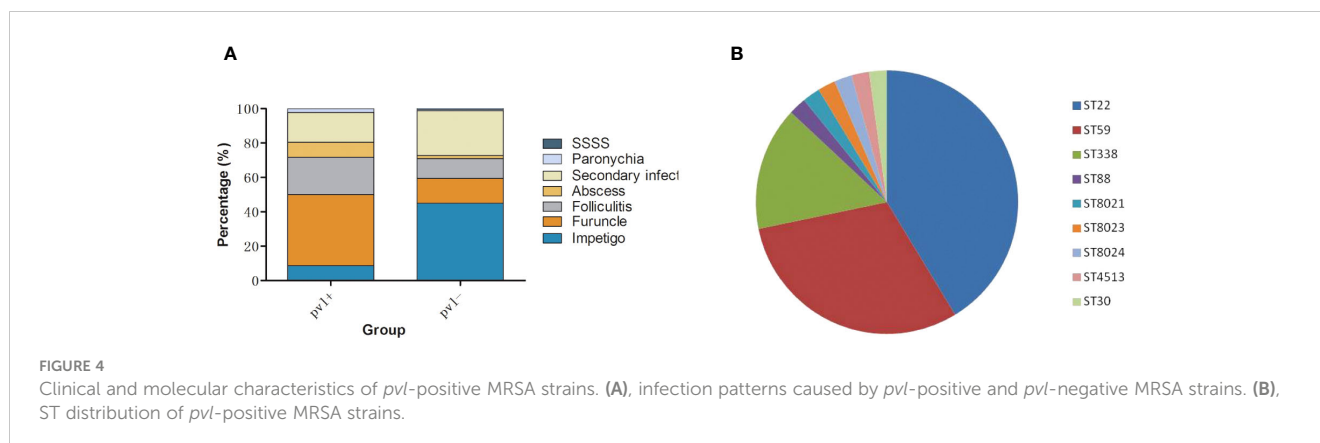 A
B
Percentage (%)
100
80
60
40
20
0
pv1+
pv1-
Group
SSSS
Paronychia
Secondary infect
Abscess
Folliculitis
Furuncle
Impetigo
ST22
ST59
ST338
ST88
ST8021
ST8023
ST8024
ST4513
ST30
FIGURE 4
Clinical and molecular characteristics of pvl-positive MRSA strains. (A), infection patterns caused by pvl-positive and pvl-negative MRSA strains. (B),
ST distribution of pvl-positive MRSA strains.